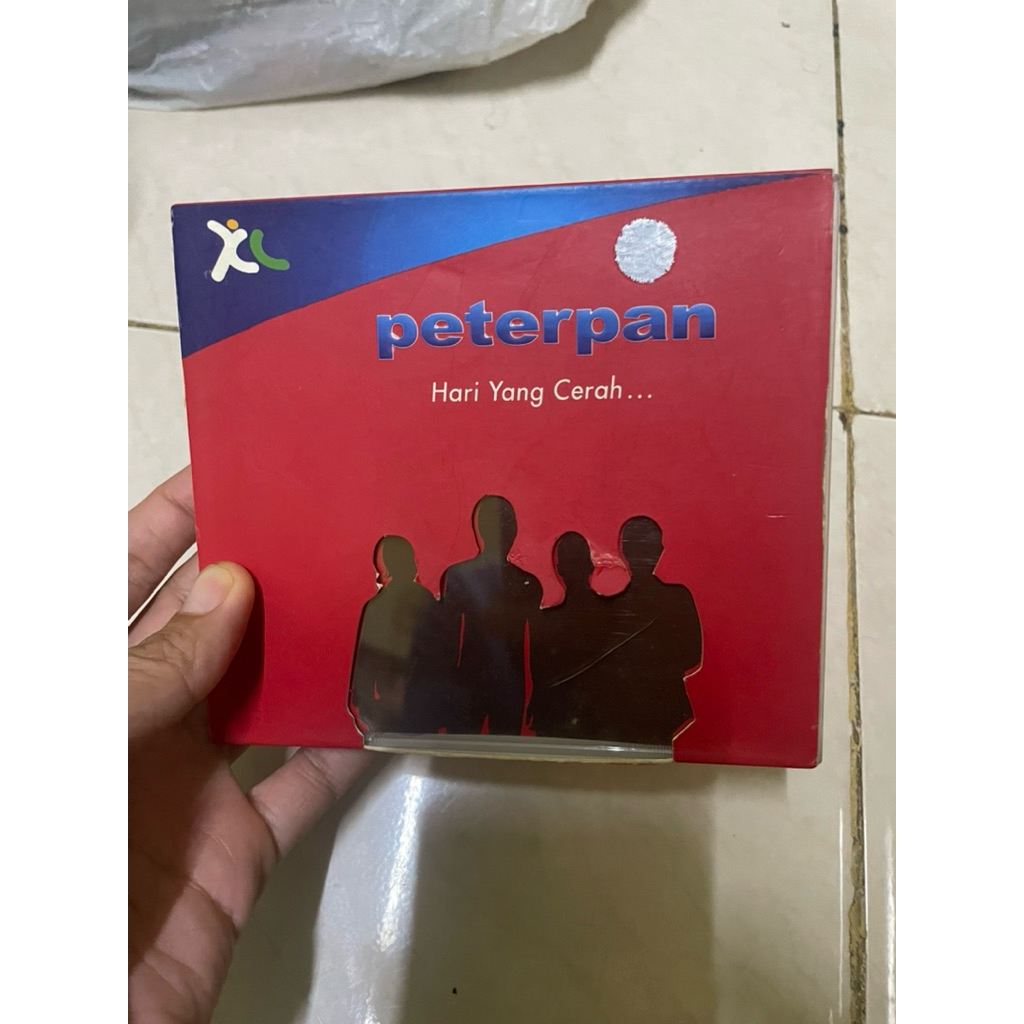 XL
peterpan
Hari Yang Cerah...